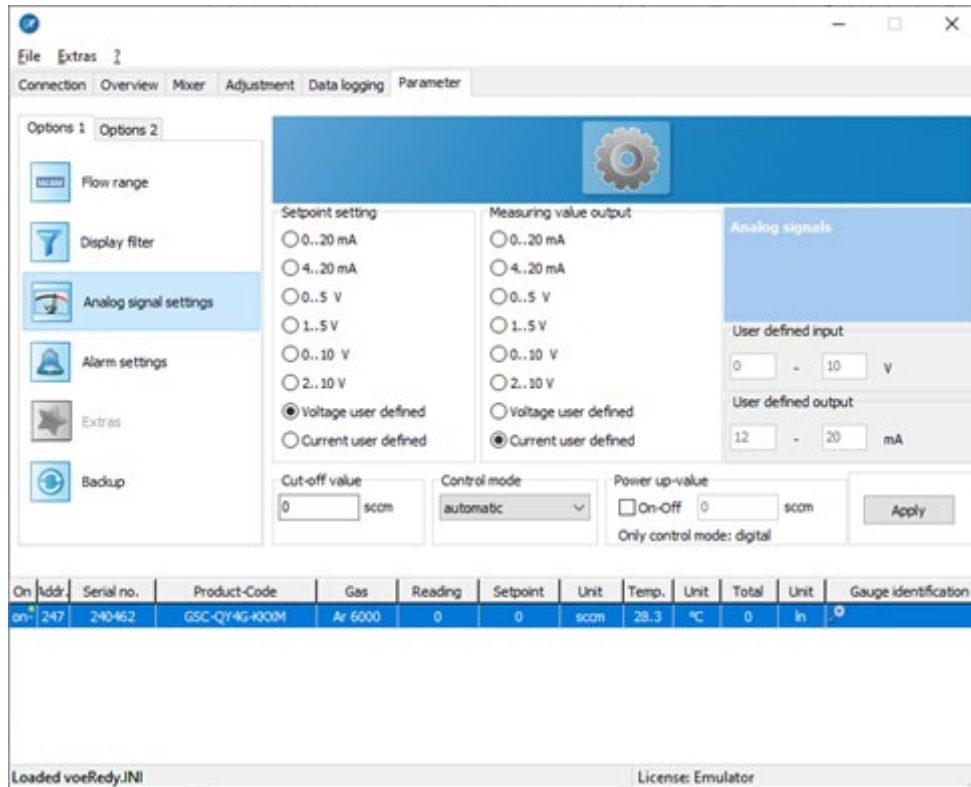 File Extras ?
Connection Overview Mixer Adjustment Data logging Parameter
Options 1 Options 2
Flow range
Display filter
Analog signal settings
Alarm settings
Extras
Backup
Setpoint setting
0..20 mA
4..20 mA
0..5 V
1..5 V
0..10 V
2..10 V
Voltage user defined
Current user defined
Measuring value output
0..20 mA
4..20 mA
0..5 V
1..5 V
0..10 V
2..10 V
Voltage user defined
Current user defined
Analog signals
User defined input
0 - 10 V
User defined output
12 - 20 mA
Cut-off value
0 sccm
Control mode
automatic
Power up-value
On-Off 0 sccm
Only control mode: digital
Apply
On Addr. Serial no. Product-Code Gas Reading Setpoint Unit Temp. Unit Total Unit Gauge identification
on- 247 240462 Ar 6000 0 0 sccm 28.3 °C 0 ln
Loaded voeRedy.INI License: Emulator